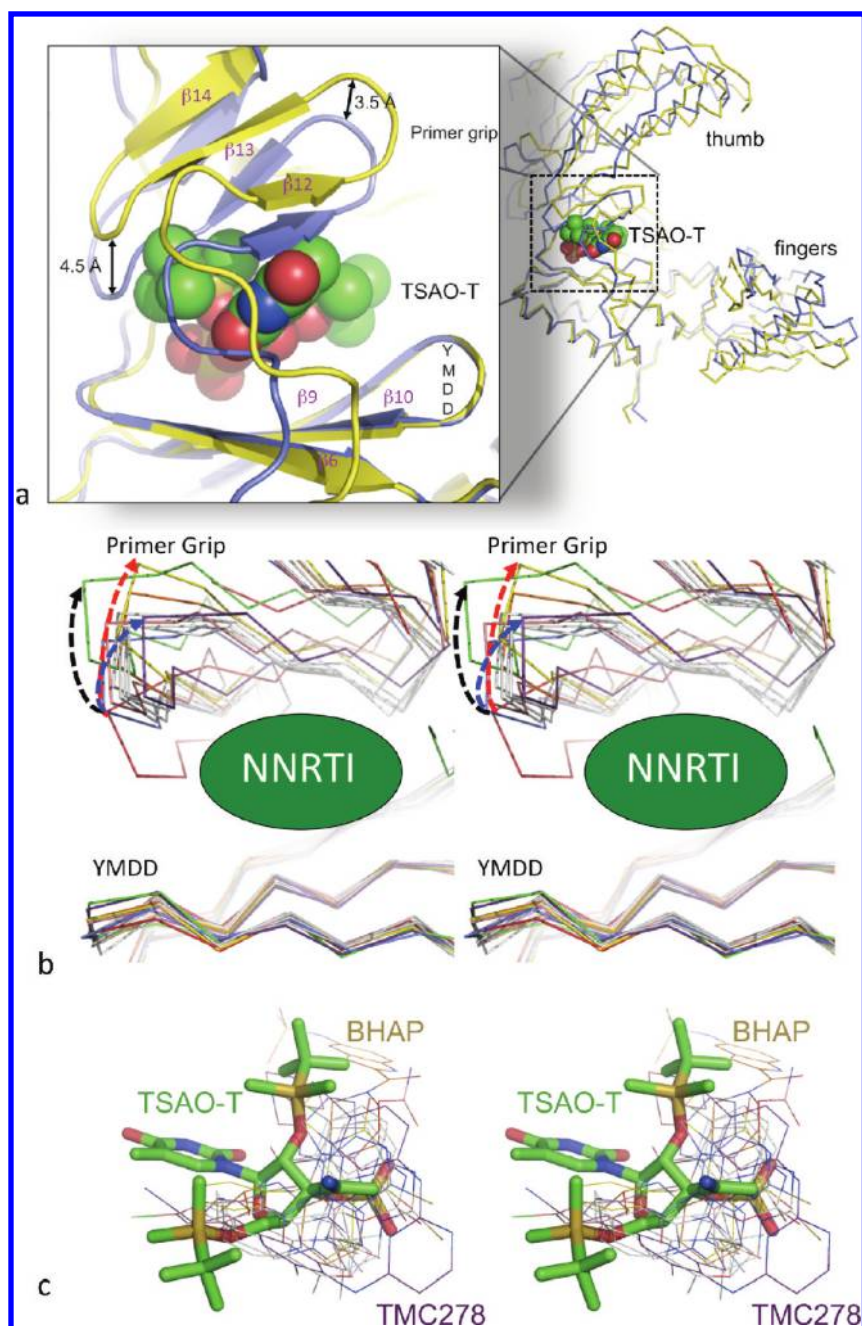 β14
3.5 Å
β13
Primer grip
β12
4.5 Å
TSAO-T
Y
M
D
D
β9
β10
β6
thumb
TSAO-T
fingers
a
Primer Grip
Primer Grip
NNRTI
NNRTI
YMDD
YMDD
b
BHAP
BHAP
TSAO-T
TSAO-T
c
TMC278
TMC278